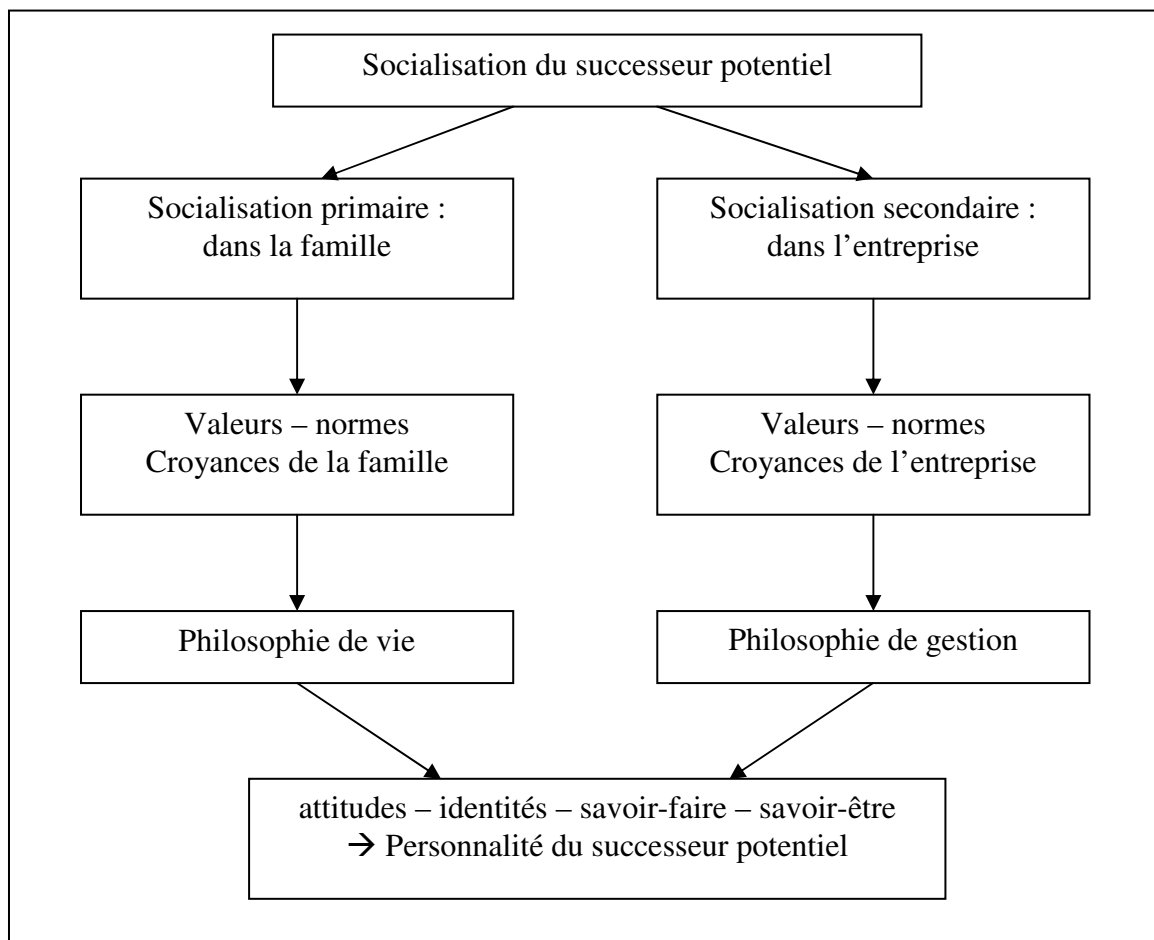 Socialisation du successeur potentiel
Socialisation primaire :
dans la famille
Socialisation secondaire :
dans l’entreprise
Valeurs – normes
Croyances de la famille
Valeurs – normes
Croyances de l’entreprise
Philosophie de vie
Philosophie de gestion
attitudes – identités – savoir-faire – savoir-être
→ Personnalité du successeur potentiel